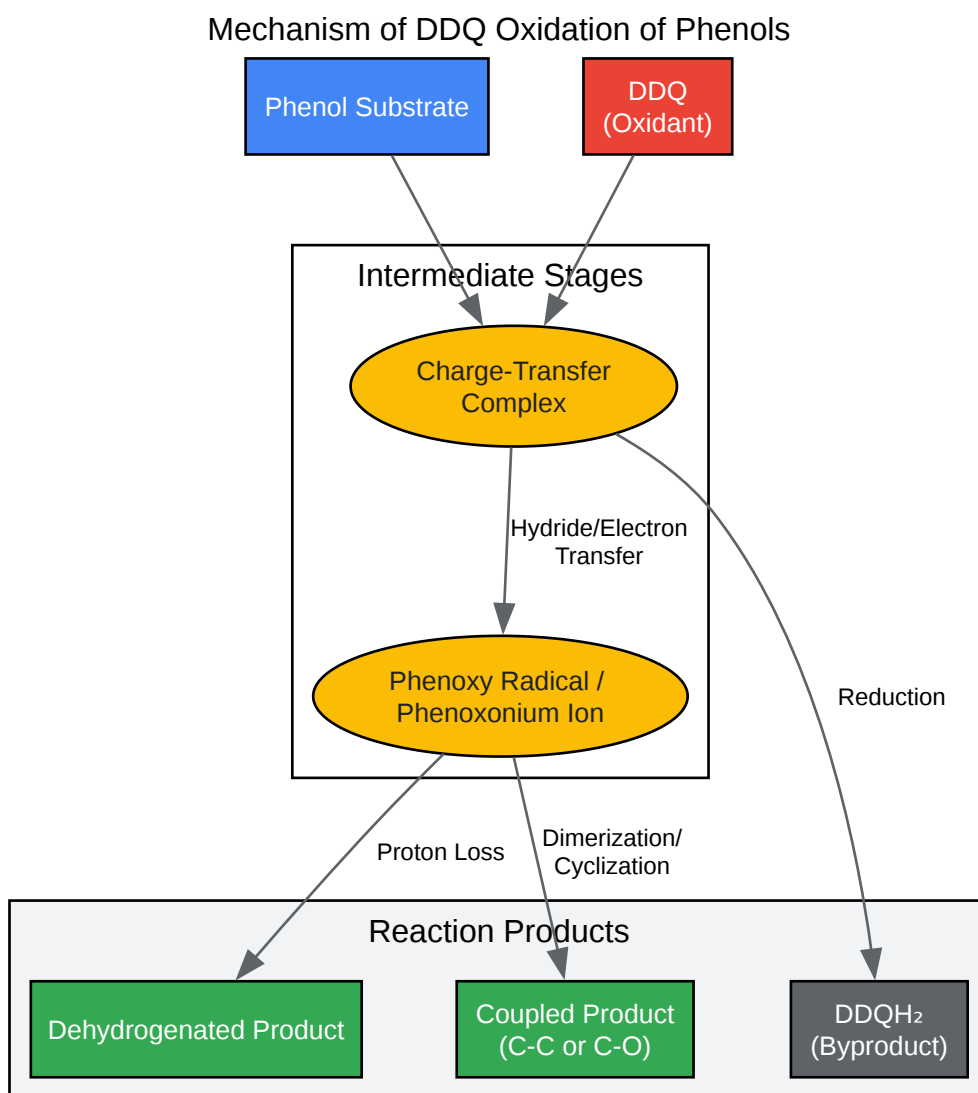 Mechanism of DDQ Oxidation of Phenols
Phenol Substrate
DDQ
(Oxidant)
Intermediate Stages
Charge-Transfer
Complex
Hydride/Electron
Transfer
Phenoxy Radical /
Phenoxonium Ion
Reduction
Proton Loss
Dimerization/
Cyclization
Reaction Products
Dehydrogenated Product
Coupled Product
(C-C or C-O)
DDQH₂
(Byproduct)